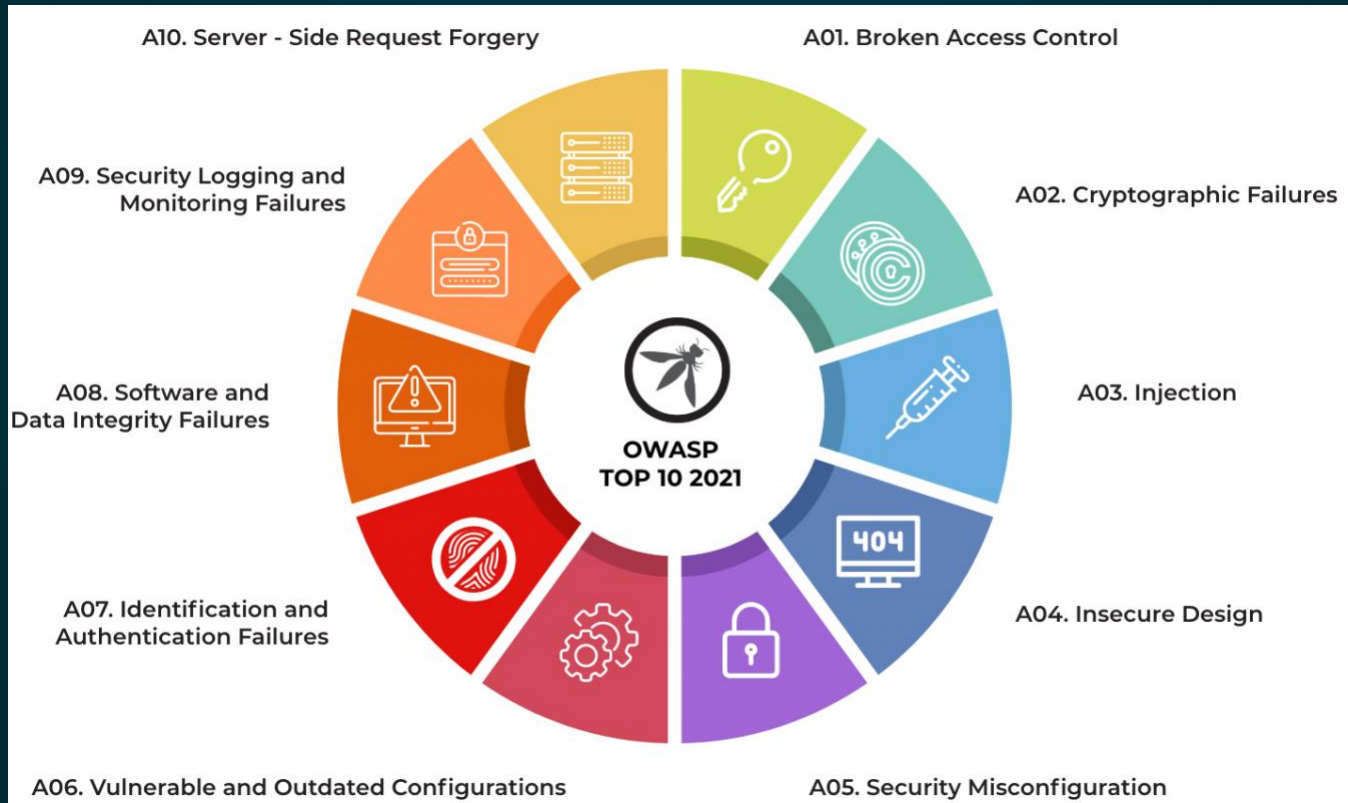 A10. Server - Side Request Forgery
A01. Broken Access Control
A09. Security Logging and
Monitoring Failures
A02. Cryptographic Failures
A08. Software and
Data Integrity Failures
OWASP
TOP 10 2021
A03. Injection
404
A07. Identification and
Authentication Failures
A04. Insecure Design
A06. Vulnerable and Outdated Configurations
A05. Security Misconfiguration